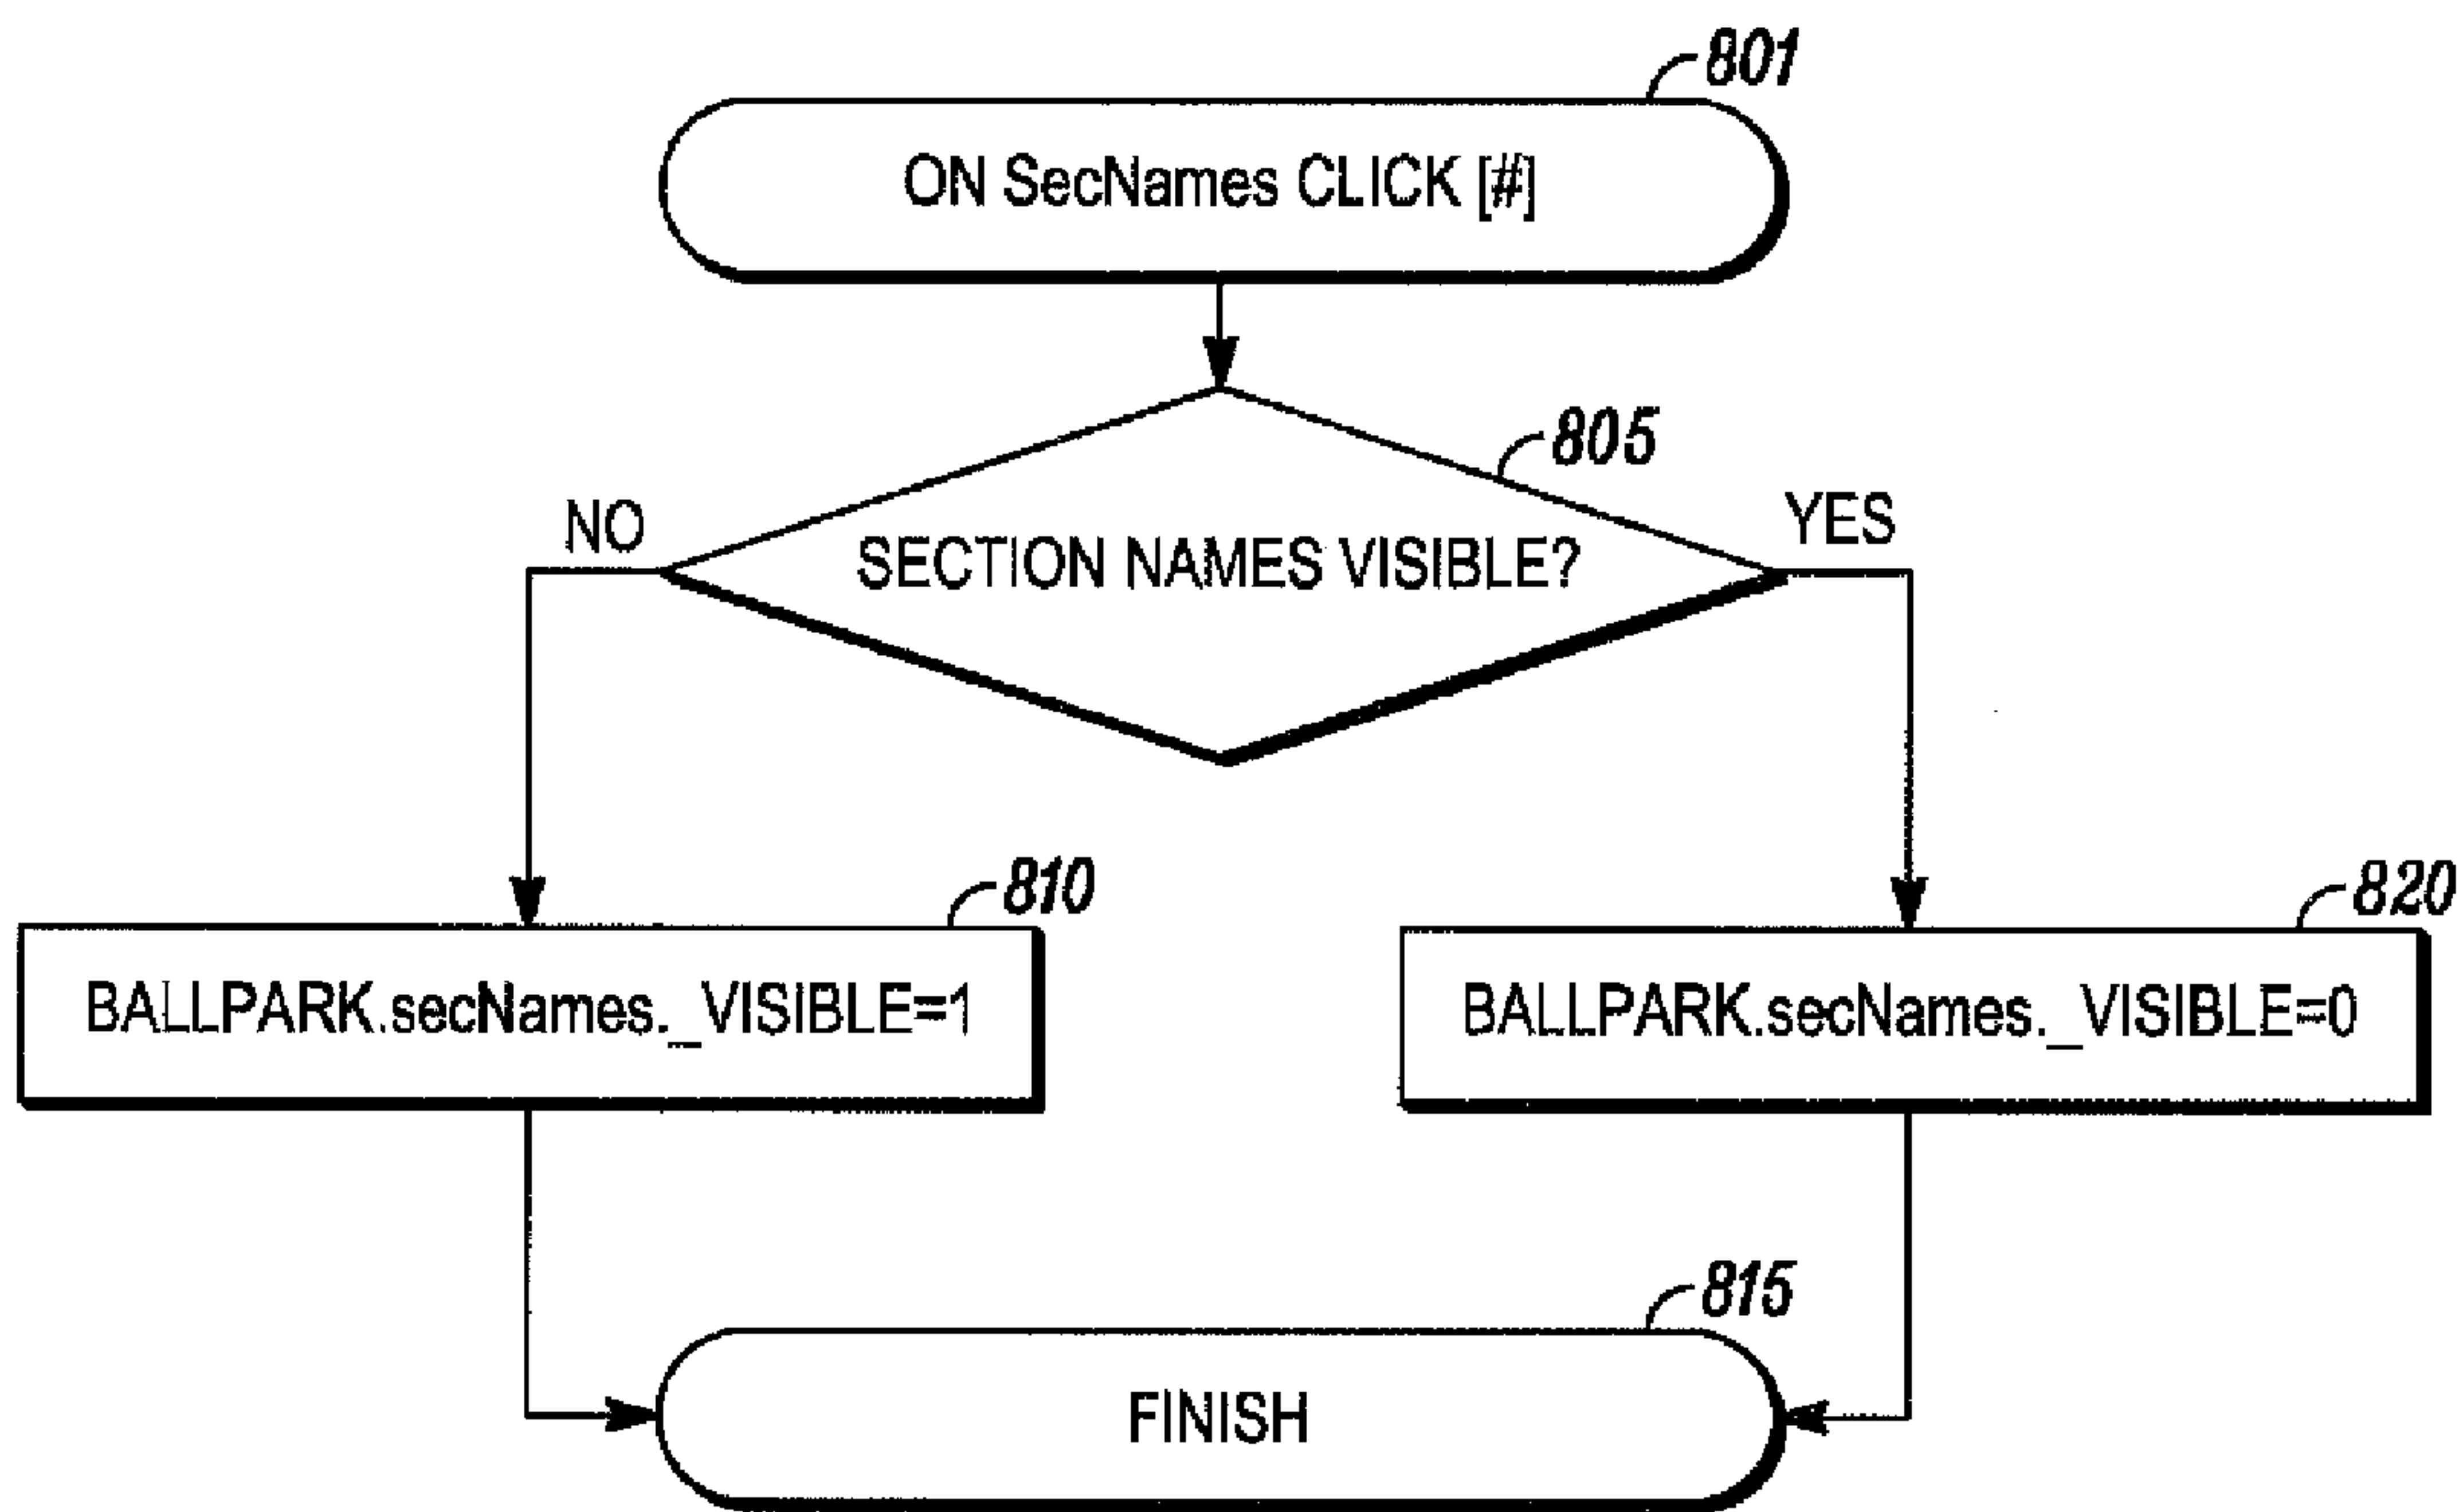 801
ON SecNames CLICK [#]
805
NO
YES
SECTION NAMES VISIBLE?
810
820
BALLPARK.secNames._VISIBLE=1
BALLPARK.secNames._VISIBLE=0
815
FINISH